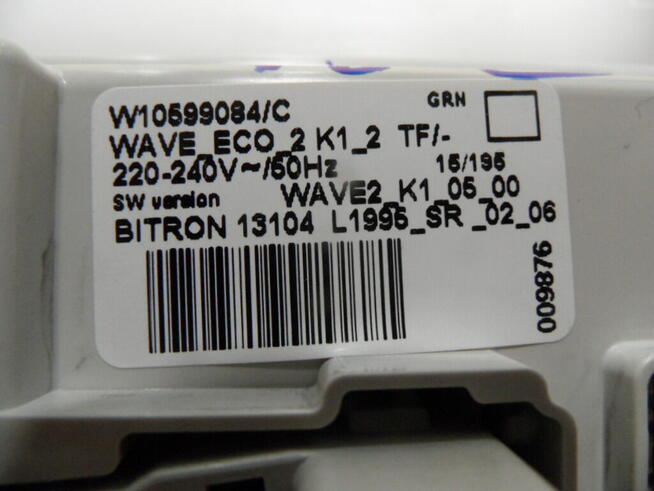 W10599084/C GRN
WAVE_ECO_2 K1_2 TF/-
220-240V~/50Hz 15/195
SW version WAVE2_K1_05_00
BITRON 13104 L1995_SR_02_06
009876